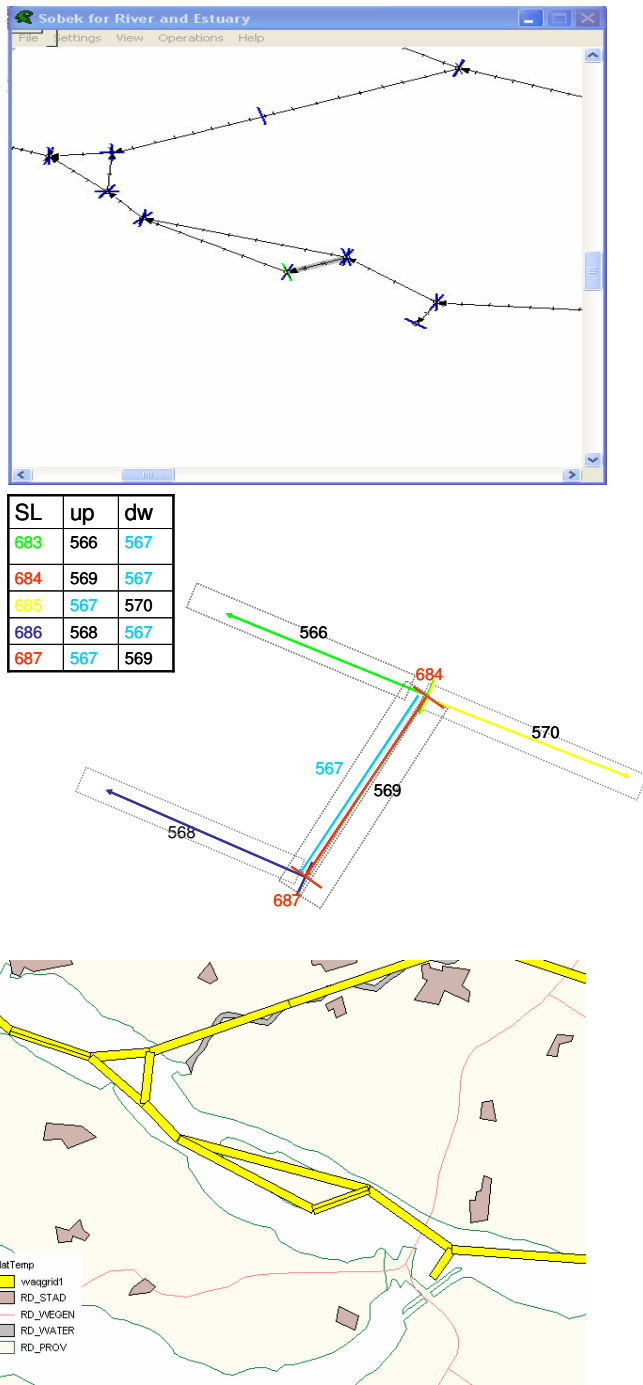 Sobek for River and Estuary
File Settings View Operations Help
SL up dw
683 566 567
684 569 567
685 567 570
686 568 567
687 567 569
566
684
570
567
569
568
687
waqgrid1
RD_STAD
RD_WEGEN
RD_WATER
RD_PROV